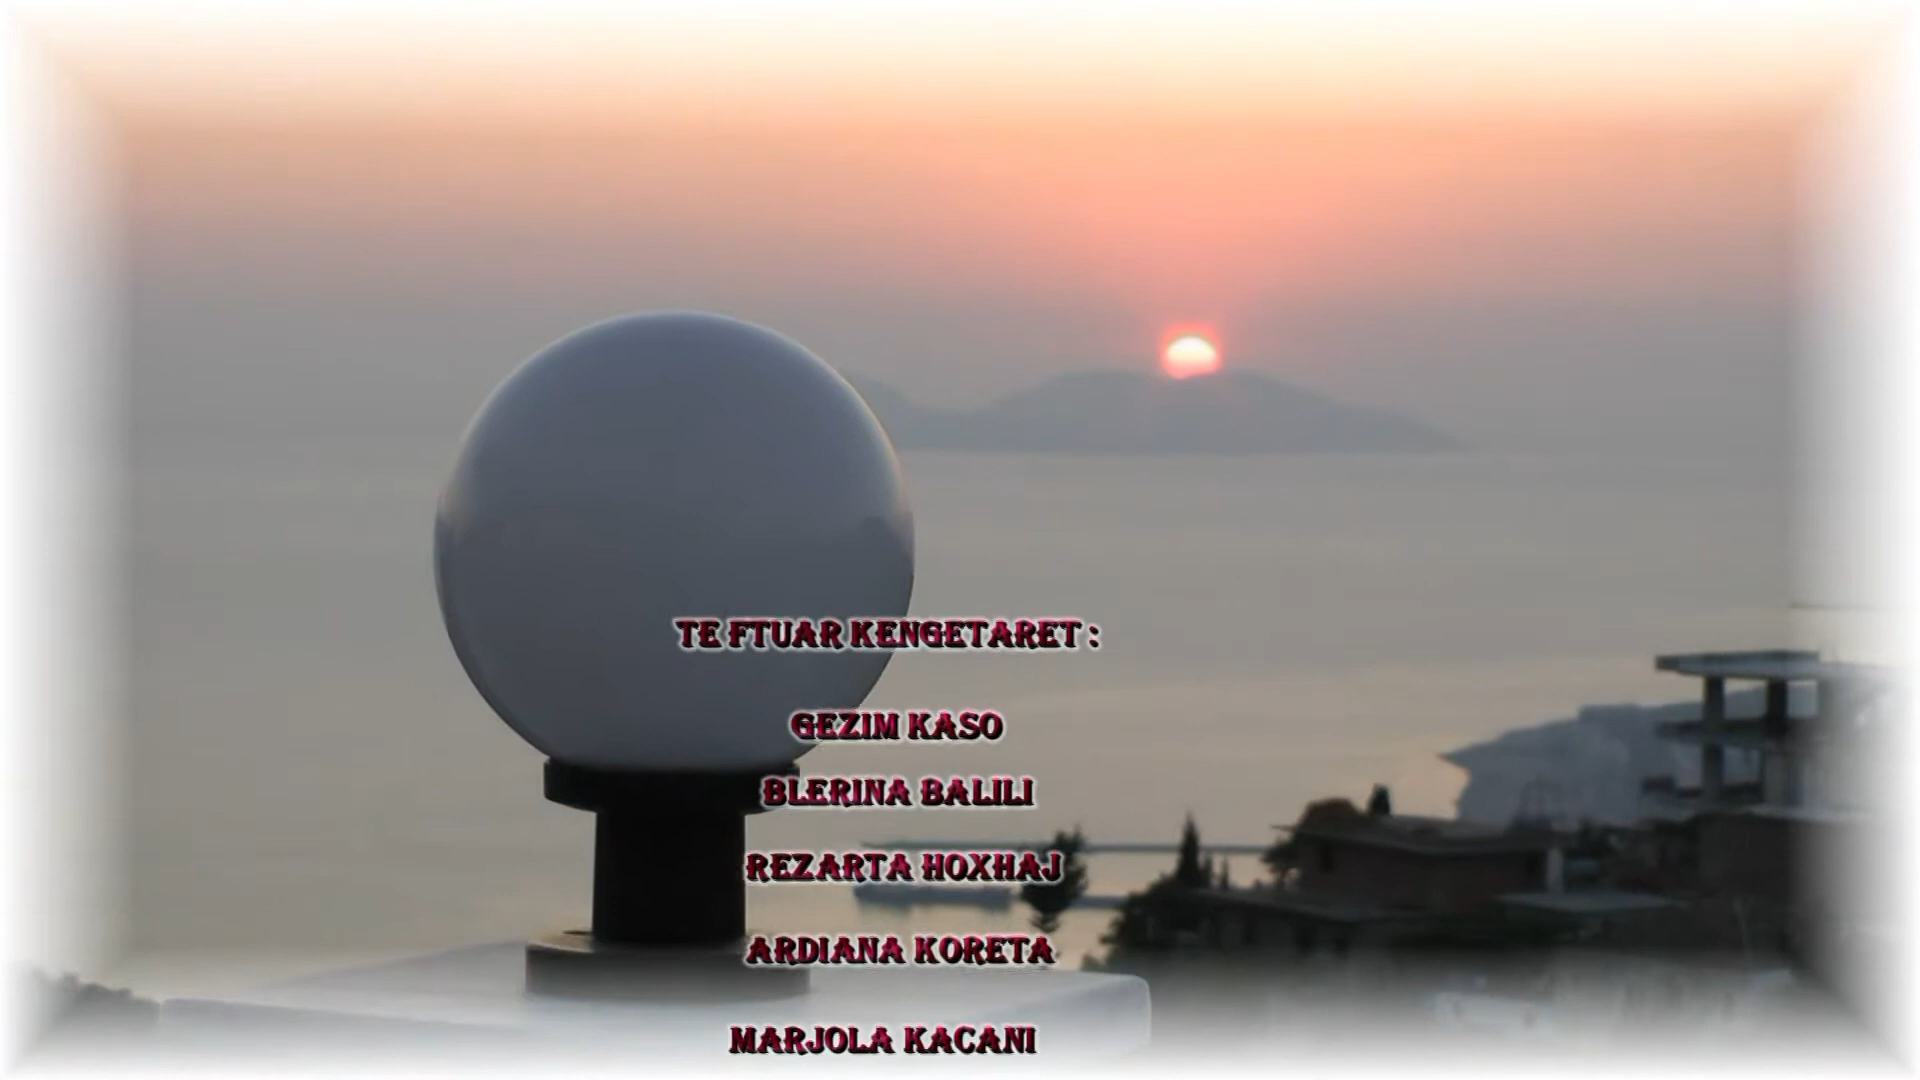 TE FTUAR KENGETARET :
GEZIM KASO
BLERINA BALILI
REZARTA HOXHAJ
ARDIANA KORETA
MARJOLA KACANI